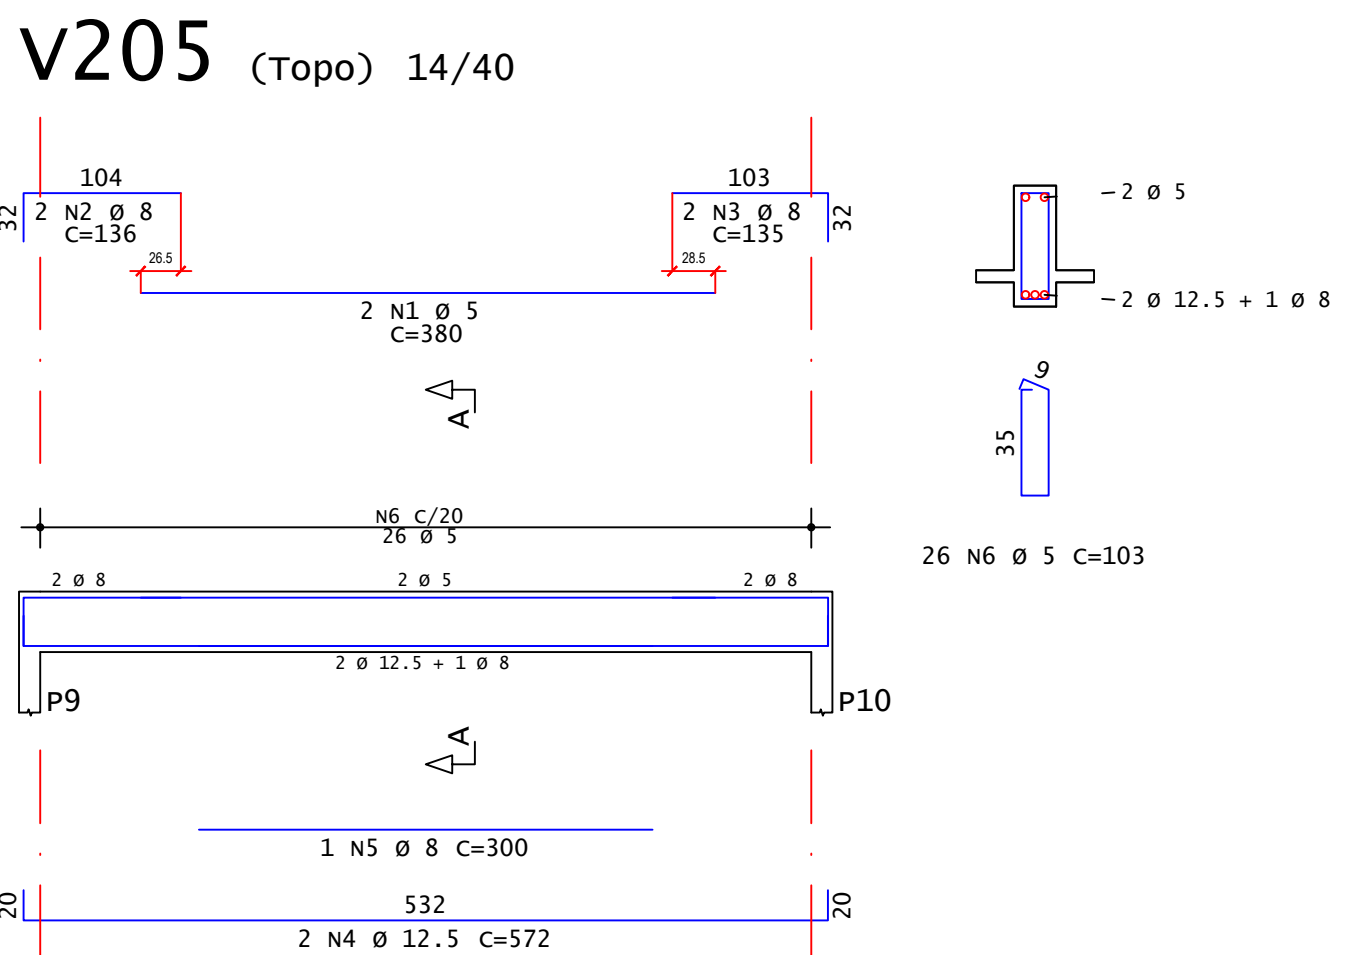 V205 (Topo) 14/40
104
32
2 N2 Ø 8
C=136
26.5
103
32
2 N3 Ø 8
C=135
28.5
2 N1 Ø 5
C=380
A
2 Ø 5
2 Ø 12.5 + 1 Ø 8
9
35
26 N6 Ø 5 C=103
N6 C/20
26 Ø 5
2 Ø 8
2 Ø 5
2 Ø 8
2 Ø 12.5 + 1 Ø 8
P9
P10
A
1 N5 Ø 8 C=300
20
532
20
2 N4 Ø 12.5 C=572